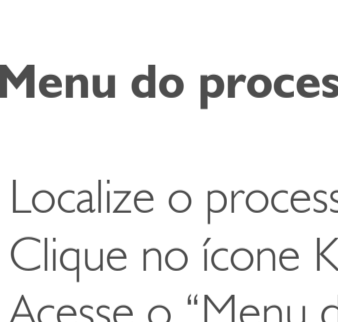 Menu do proces
Localize o process
Clique no ícone K
Acesse o “Menu d